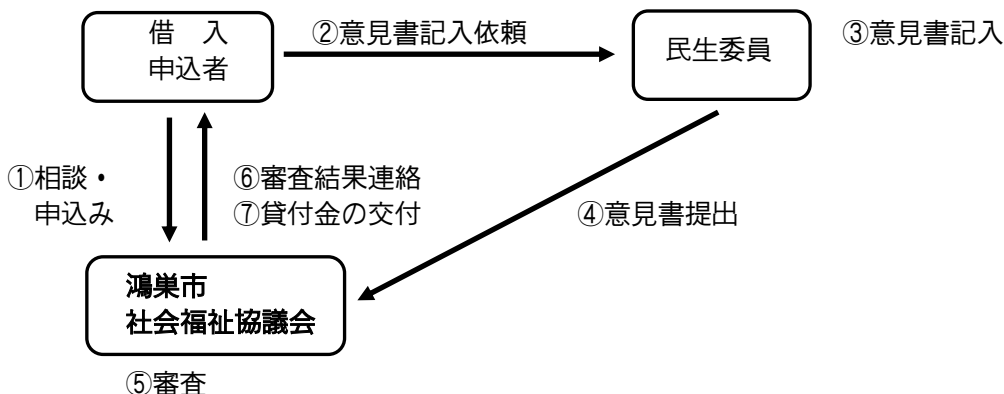 借　入
申込者
②意見書記入依頼
民生委員
③意見書記入
①相談・
申込み
⑥審査結果連絡
⑦貸付金の交付
④意見書提出
鴻巣市
社会福祉協議会
⑤審査